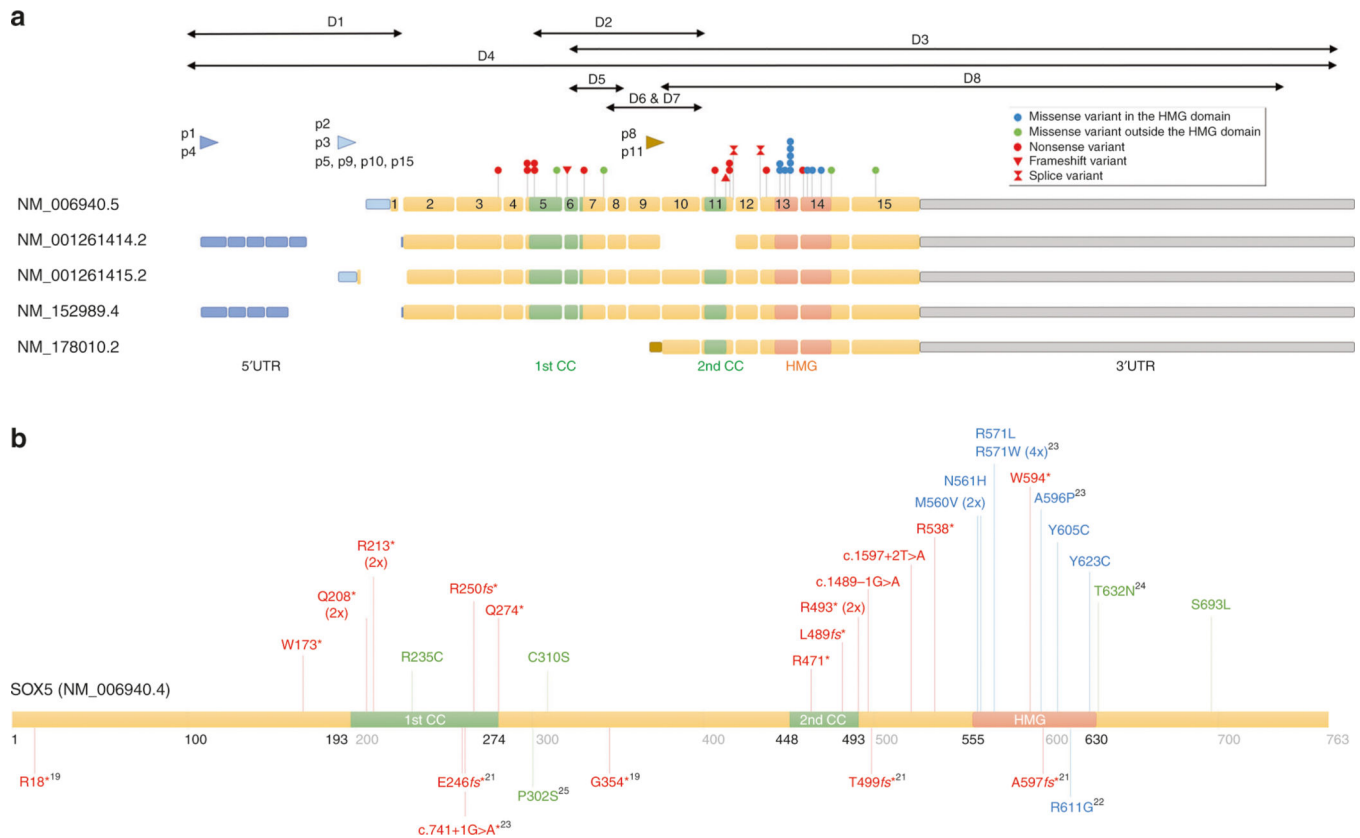 a
D1
D2
D3
D4
D5
D8
D6 & D7
p1
p4
p2
p3
p5, p9, p10, p15
p8
p11
Missense variant in the HMG domain
Missense variant outside the HMG domain
Nonsense variant
Frameshift variant
Splice variant
NM_006940.5
1 2 3 4 5 6 7 8 9 10 11 12 13 14 15
NM_001261414.2
NM_001261415.2
NM_152989.4
NM_178010.2
5′UTR 1st CC 2nd CC HMG 3′UTR
b
R571L
R571W (4x)23
N561H
W594*
M560V (2x)
A596P23
R538*
Y605C
R213*
(2x)
c.1597+2T>A
Y623C
R250fs*
c.1489–1G>A
T632N24
Q208*
(2x)
Q274*
R493* (2x)
S693L
W173*
L489fs*
R235C
C310S
R471*
SOX5 (NM_006940.4)
1st CC 2nd CC HMG
1 100 193 200 274 300 400 448 493 500 555 600 630 700 763
R18*19
E246fs*21
P302S25
G354*19
T499fs*21
A597fs*21
R611G22
c.741+1G>A*23